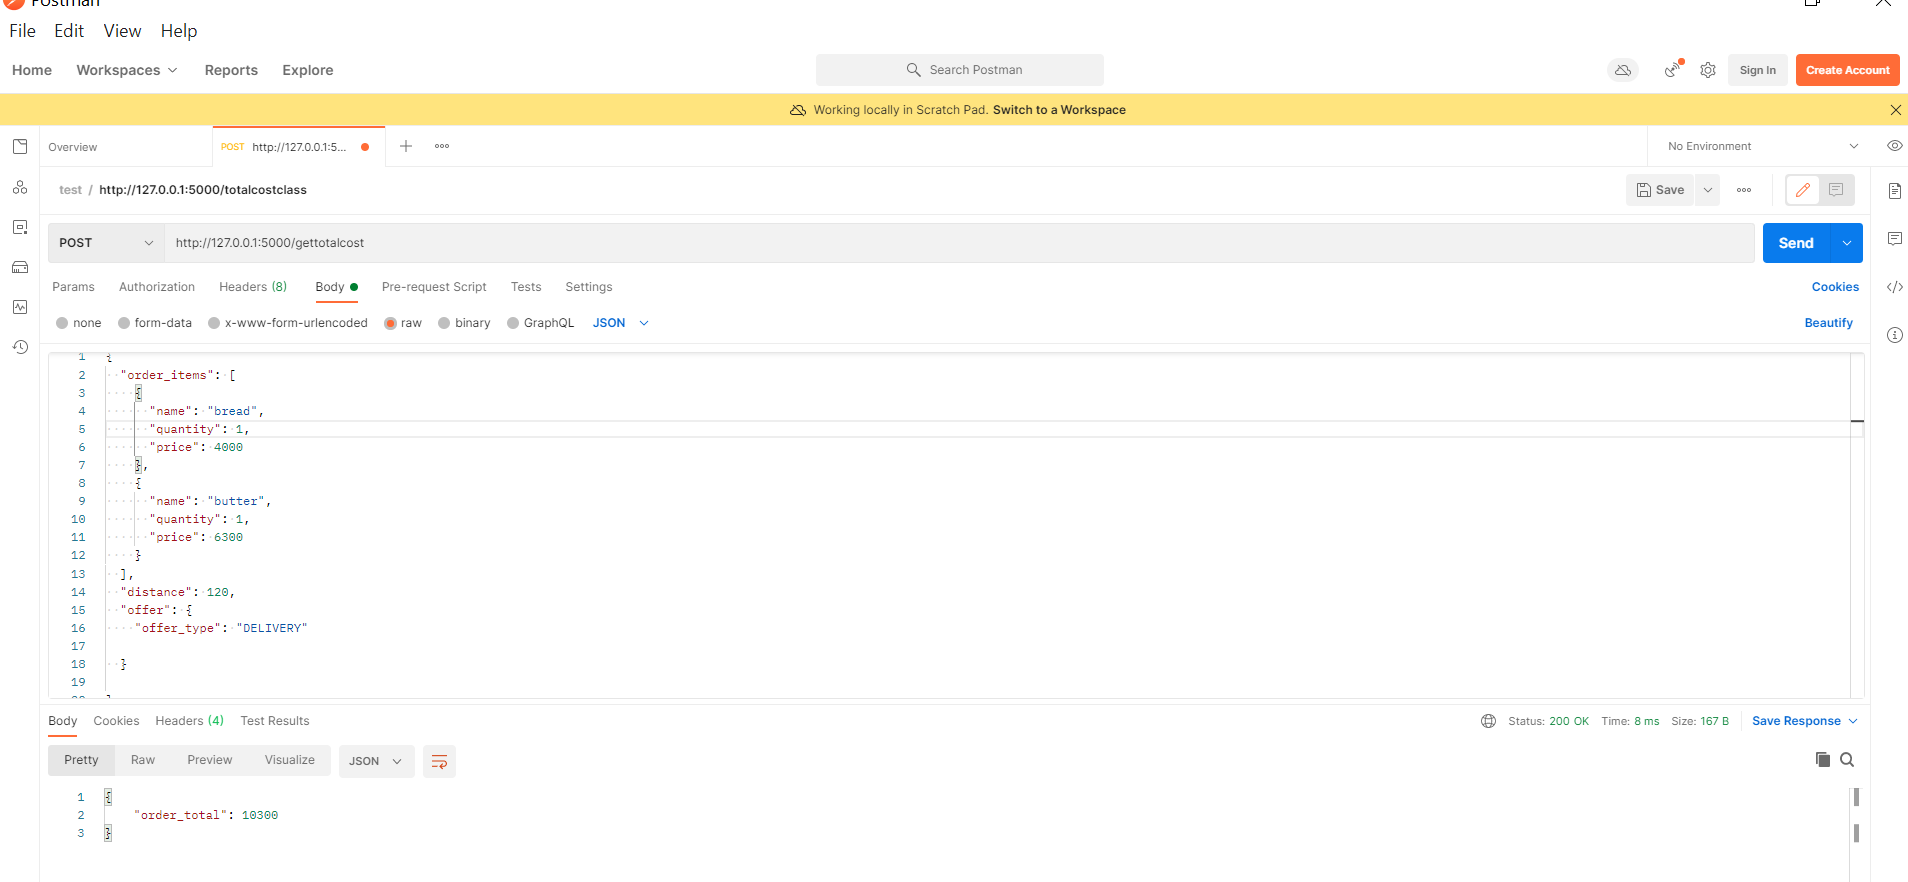 Postman
File Edit View Help
Home Workspaces Reports Explore
Search Postman
Sign In Create Account
Working locally in Scratch Pad. Switch to a Workspace
Overview
POST http://127.0.0.1:5...
No Environment
test / http://127.0.0.1:5000/totalcostclass
Save
POST http://127.0.0.1:5000/gettotalcost
Send
Params Authorization Headers (8) Body Pre-request Script Tests Settings
Cookies
none form-data x-www-form-urlencoded raw binary GraphQL JSON
Beautify
1 {
2 "order_items": [
3 {
4 "name": "bread",
5 "quantity": 1,
6 "price": 4000
7 },
8 {
9 "name": "butter",
10 "quantity": 1,
11 "price": 6300
12 }
13 ],
14 "distance": 120,
15 "offer": {
16 "offer_type": "DELIVERY"
17
18 }
19
Body Cookies Headers (4) Test Results
Status: 200 OK Time: 8 ms Size: 167 B Save Response
Pretty Raw Preview Visualize JSON
1 {
2 "order_total": 10300
3 }